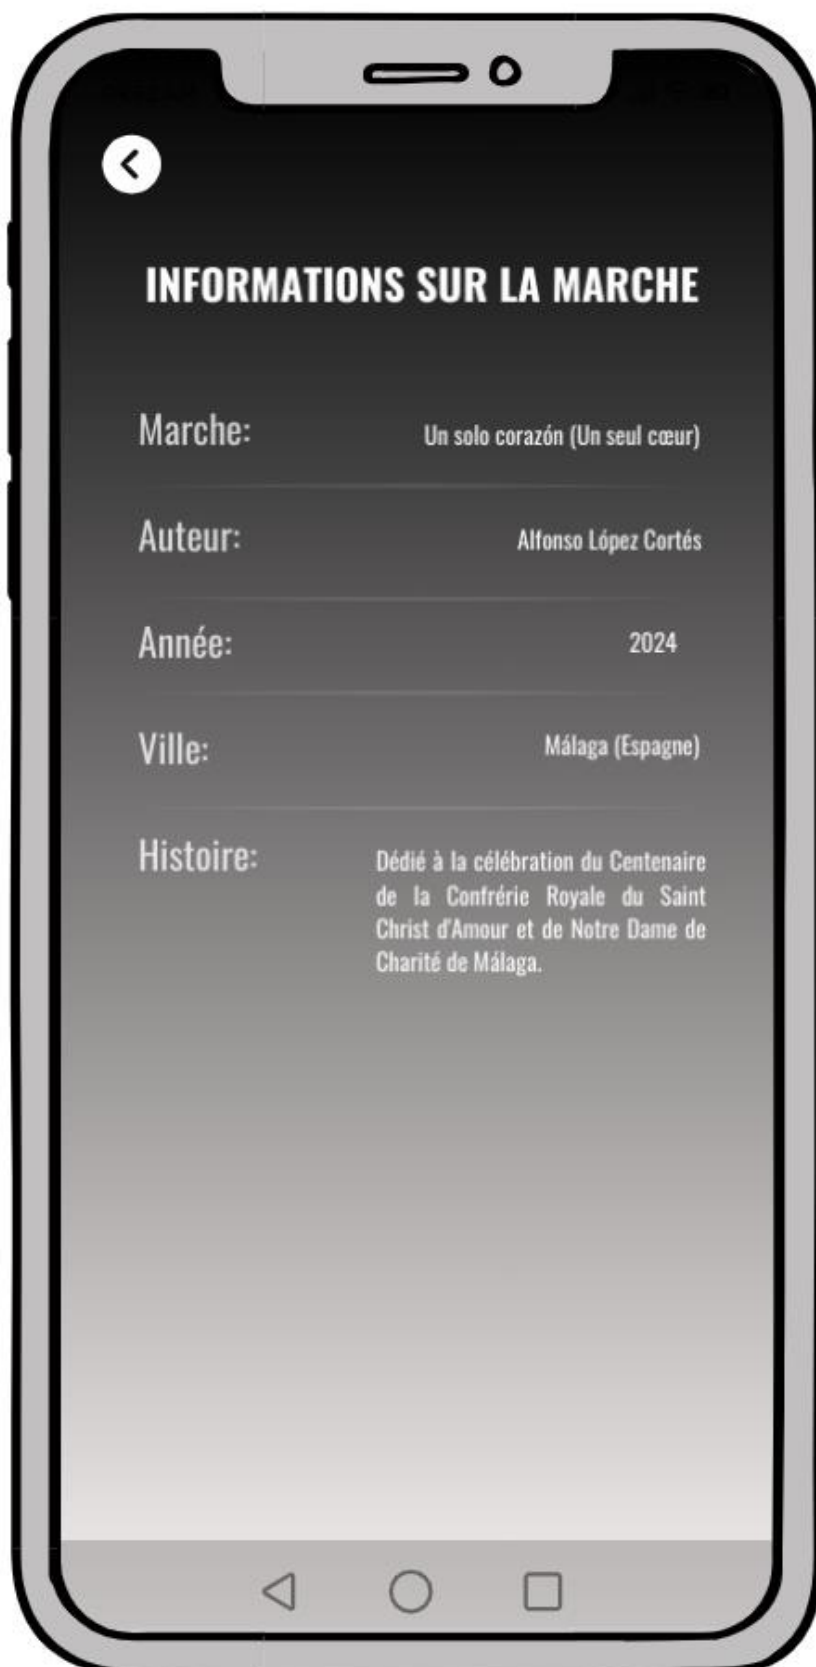 INFORMATIONS SUR LA MARCHE
Marche:
Un solo corazón (Un seul cœur)
Auteur:
Alfonso López Cortés
Année:
2024
Ville:
Málaga (Espagne)
Histoire:
Dédié à la célébration du Centenaire
de la Confrérie Royale du Saint
Christ d'Amour et de Notre Dame de
Charité de Málaga.